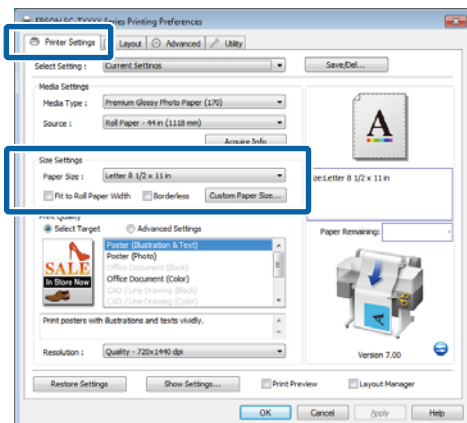 EPSON SC-TXXXX Series Printing Preferences
Printer Settings Layout Advanced Utility
Select Setting : Current Settings Save/Del...
Media Settings
Media Type : Premium Glossy Photo Paper (170)
Source : Roll Paper - 44 in (1118 mm)
Acquire Info
A
Size Settings
Paper Size : Letter 8 1/2 x 11 in
ize:Letter 8 1/2 x 11 in
Fit to Roll Paper Width Borderless Custom Paper Size...
Print Quality
Select Target Advanced Settings
Paper Remaining: -
SALE
In Store Now
Poster (Illustration & Text)
Poster (Photo)
Office Document (Black)
Office Document (Color)
CAD / Line Drawing (Black)
CAD / Line Drawing (Color)
Print posters with illustrations and texts vividly.
Resolution : Quality - 720x1440 dpi
Version 7.00
Restore Settings Show Settings... Print Preview Layout Manager
OK Cancel Apply Help